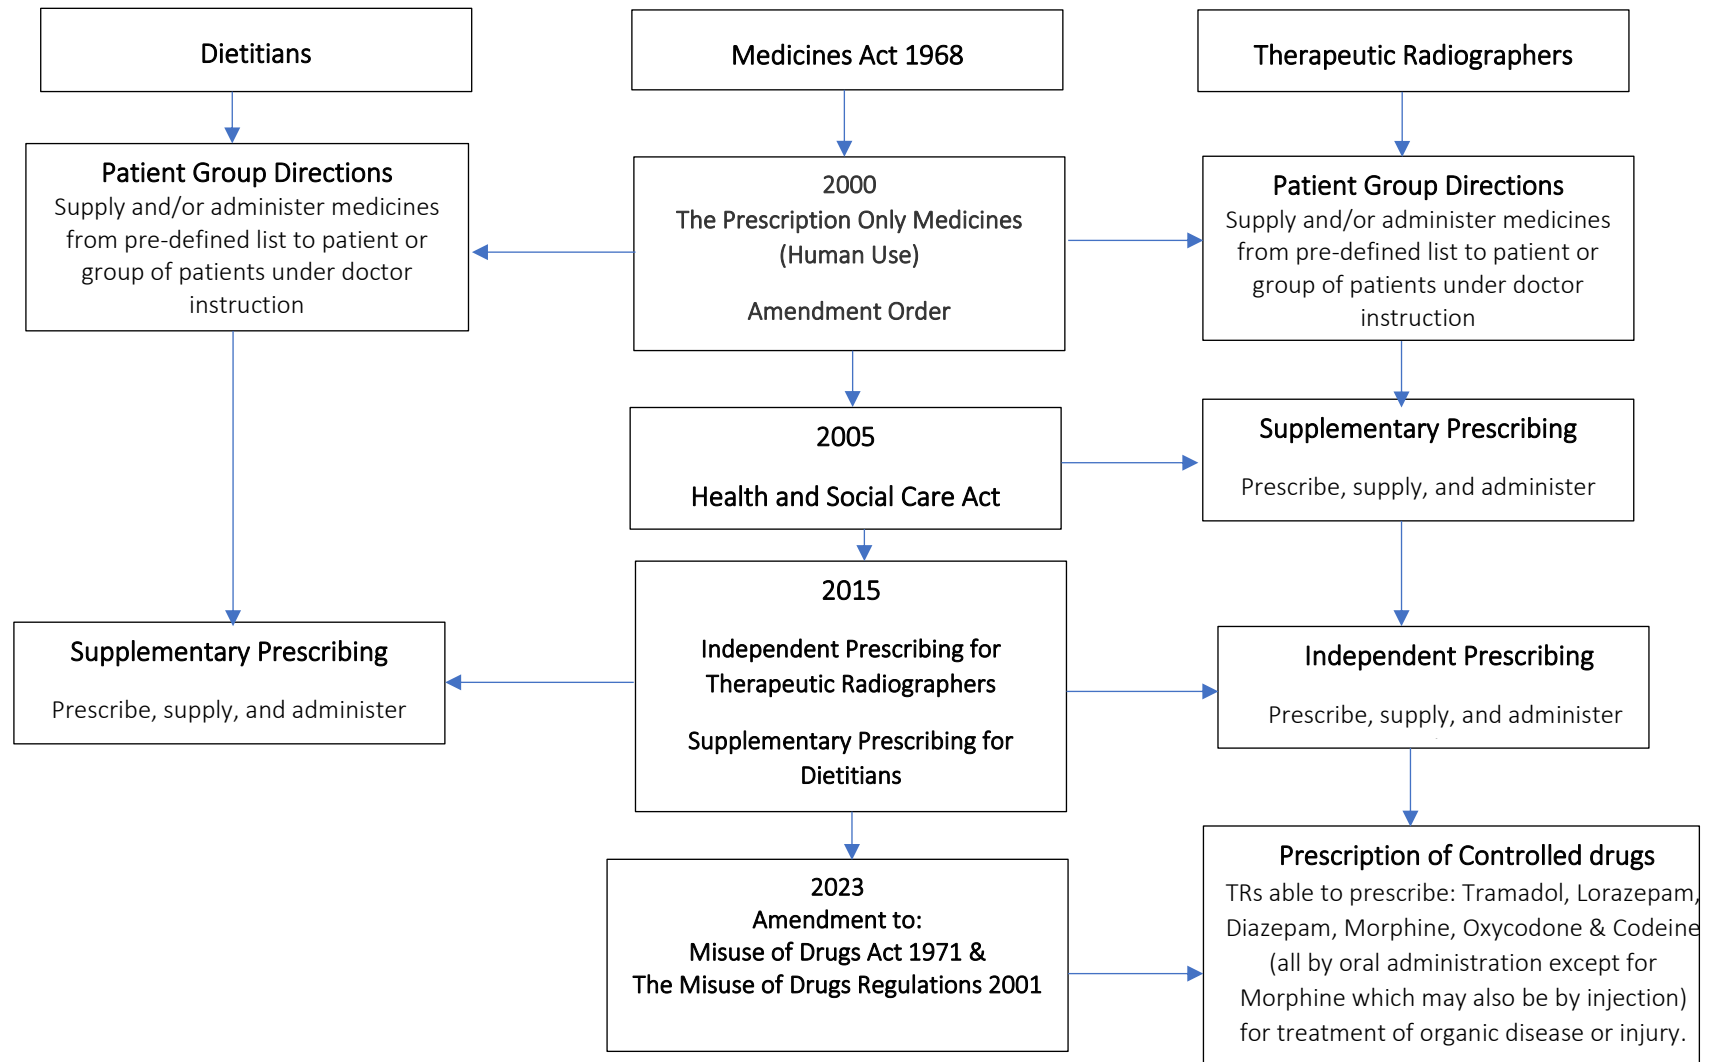 Dietitians
Medicines Act 1968
Therapeutic Radiographers
Patient Group Directions
Supply and/or administer medicines
from pre-defined list to patient or
group of patients under doctor
instruction
2000
The Prescription Only Medicines
(Human Use)
Amendment Order
Patient Group Directions
Supply and/or administer medicines
from pre-defined list to patient or
group of patients under doctor
instruction
2005
Health and Social Care Act
Supplementary Prescribing
Prescribe, supply, and administer
Supplementary Prescribing
Prescribe, supply, and administer
2015
Independent Prescribing for
Therapeutic Radiographers
Supplementary Prescribing for
Dietitians
Independent Prescribing
Prescribe, supply, and administer
2023
Amendment to:
Misuse of Drugs Act 1971 &
The Misuse of Drugs Regulations 2001
Prescription of Controlled drugs
TRs able to prescribe: Tramadol, Lorazepam,
Diazepam, Morphine, Oxycodone & Codeine
(all by oral administration except for
Morphine which may also be by injection)
for treatment of organic disease or injury.